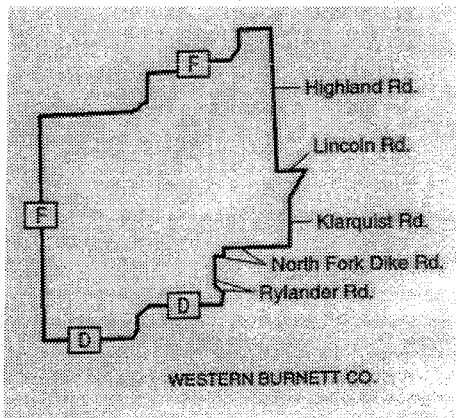 F
Highland Rd.
Lincoln Rd.
F
Klarquist Rd.
North Fork Dike Rd.
Rylander Rd.
D
D
WESTERN BURNETT CO.